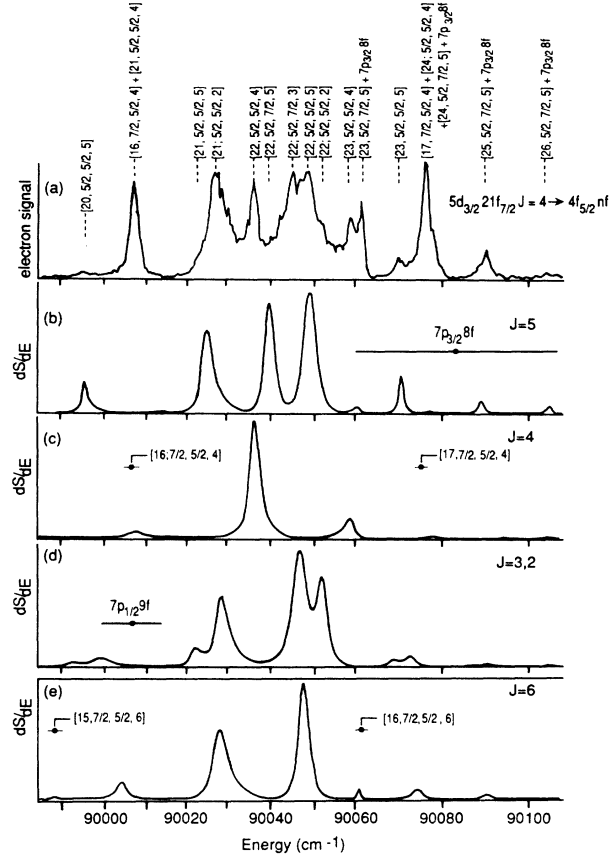 [20, 5/2, 5/2, 5]
[16, 7/2, 5/2, 4] + [21, 5/2, 5/2, 4]
[21, 5/2, 5/2, 5]
[21; 5/2, 5/2, 2]
[22, 5/2, 5/2, 4]
[22, 5/2, 7/2, 5]
[22; 5/2, 7/2, 3]
[22, 5/2, 5/2, 5]
[22; 5/2, 5/2, 2]
[23, 5/2, 5/2, 4]
[23, 5/2, 7/2, 5] + 7p3/28f
[23, 5/2, 5/2, 5]
[17, 7/2, 5/2, 4] + [24; 5/2, 5/2, 4]
+[24, 5/2, 7/2, 5] + 7p3/28f
[25, 5/2, 7/2, 5] + 7p3/28f
[26, 5/2, 7/2, 5] + 7p3/28f
(a)
5d3/2 21f7/2 J = 4 → 4f5/2 nf
electron signal
(b)
J=5
7p3/28f
dS/dE
(c)
J=4
[16;7/2, 5/2, 4]
[17,7/2, 5/2, 4]
dS/dE
(d)
J=3,2
7p1/29f
dS/dE
(e)
J=6
[15,7/2, 5/2, 6]
[16,7/2, 5/2, 6]
dS/dE
90000 90020 90040 90060 90080 90100
Energy (cm -1)